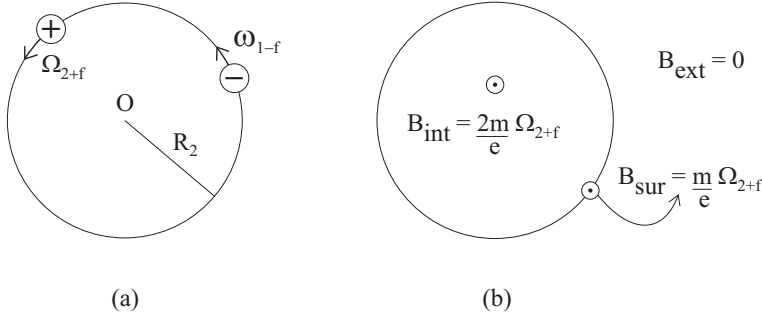 +
Ω2+f
ω1−f
−
O
R2
(a)
Bext = 0
Bint = 2m/e Ω2+f
Bsur = m/e Ω2+f
(b)